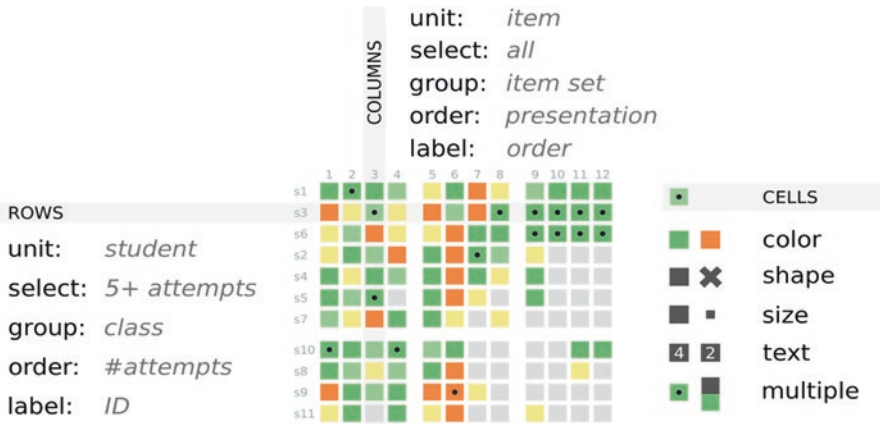 unit: item
select: all
group: item set
order: presentation
label: order
COLUMNS
1 2 3 4 5 6 7 8 9 10 11 12
s1
s3
s6
s2
s4
s5
s7
s10
s8
s9
s11
ROWS
unit: student
select: 5+ attempts
group: class
order: #attempts
label: ID
CELLS
color
shape
size
4 2 text
multiple